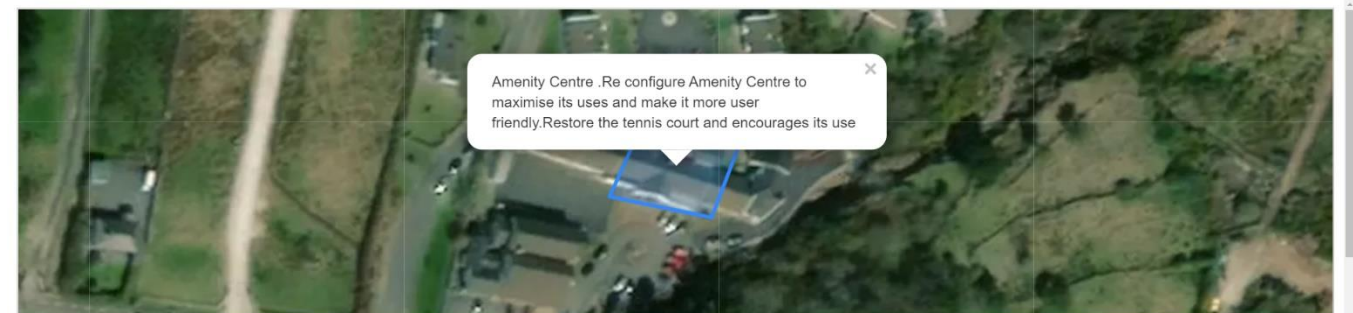 Amenity Centre .Re configure Amenity Centre to
maximise its uses and make it more user
friendly.Restore the tennis court and encourages its use